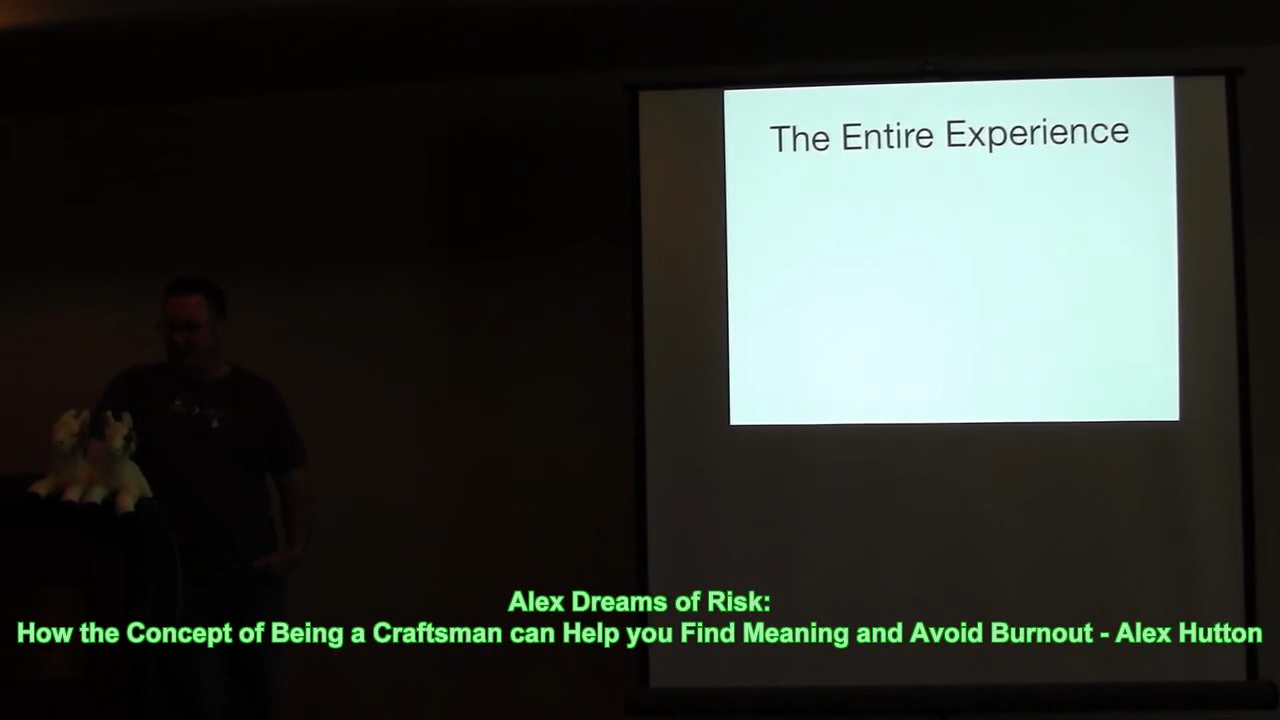 The Entire Experience
Alex Dreams of Risk:
How the Concept of Being a Craftsman can Help you Find Meaning and Avoid Burnout - Alex Hutton